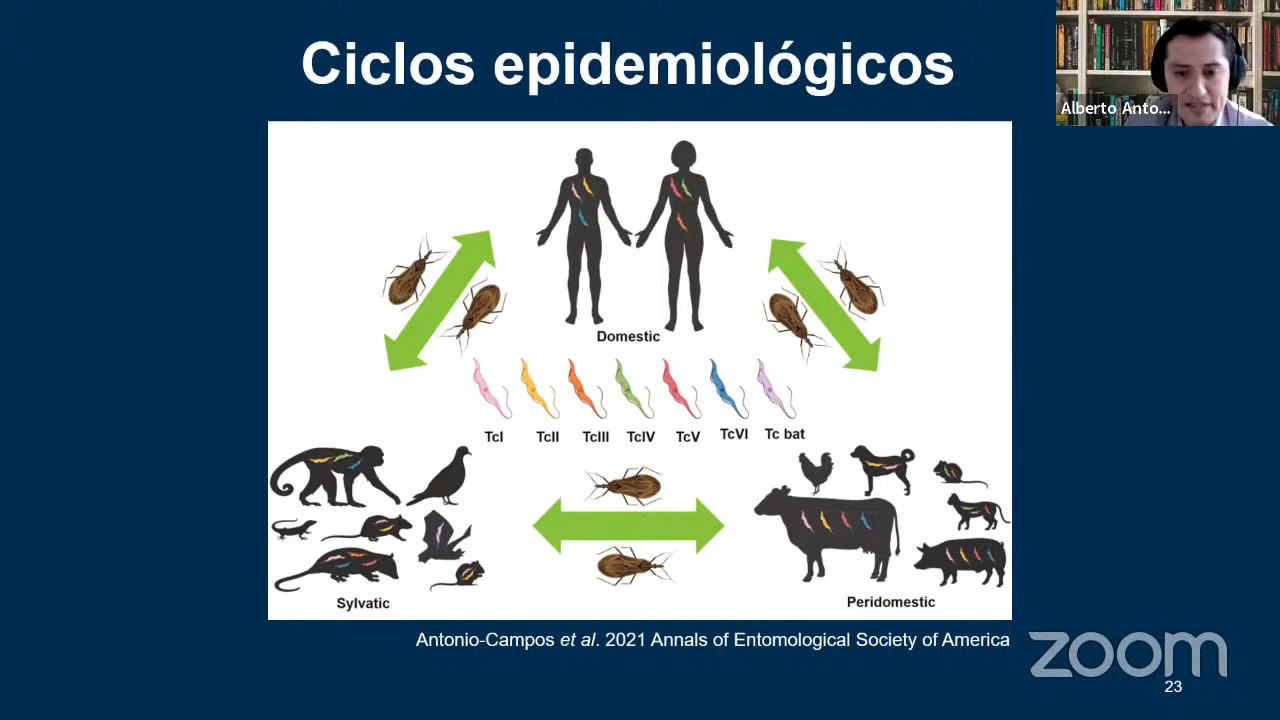 Ciclos epidemiológicos
Alberto Anto...
Domestic
TcI TcII TcIII TcIV TcV TcVI Tc bat
Sylvatic
Peridomestic
Antonio-Campos et al. 2021 Annals of Entomological Society of America
zoom
23